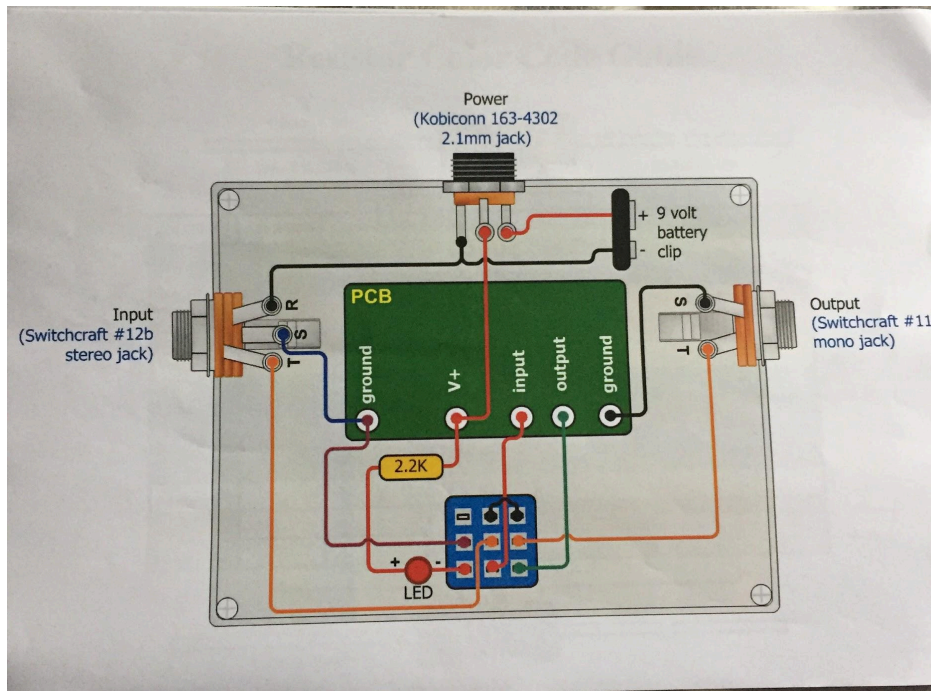 Power
(Kobiconn 163-4302
2.1mm jack)
+ 9 volt
battery
- clip
Input
(Switchcraft #12b
stereo jack)
R
S
T
PCB
S
T
Output
(Switchcraft #11
mono jack)
ground
V+
input
output
ground
2.2K
+ -
LED